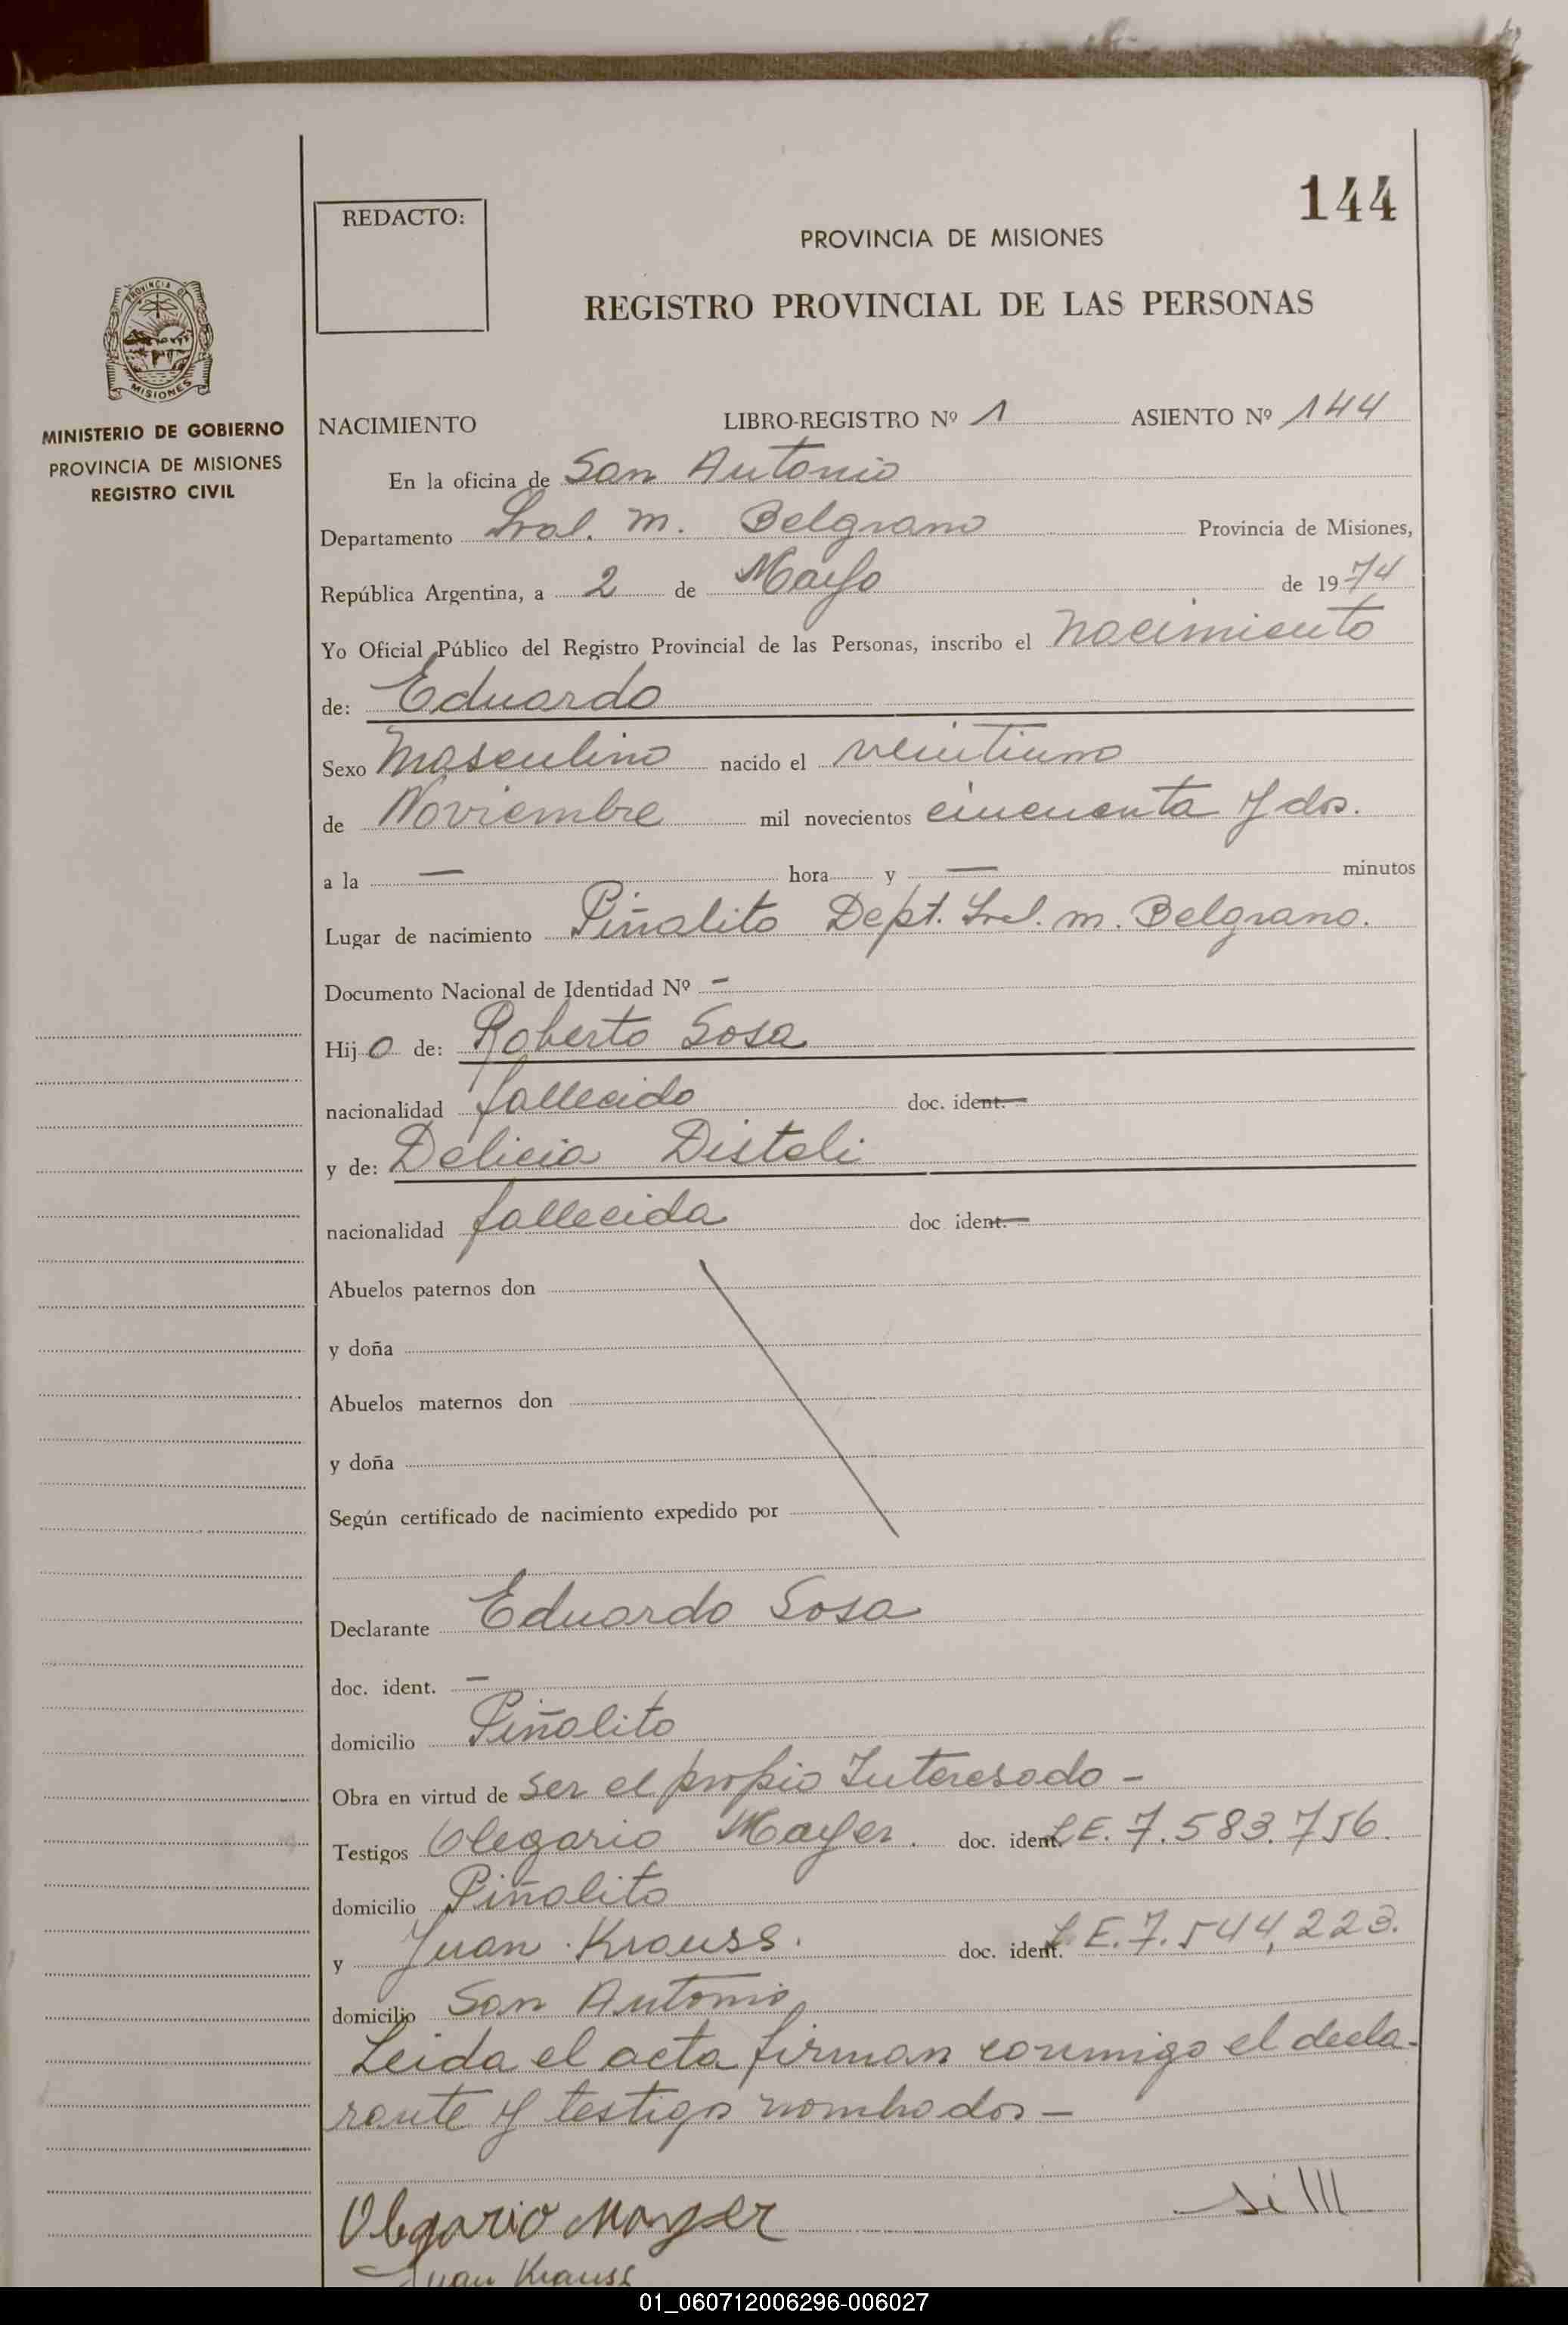 144
REDACTO:
PROVINCIA DE MISIONES
REGISTRO PROVINCIAL DE LAS PERSONAS
PROVINCIA DE
MISIONES
MINISTERIO DE GOBIERNO
PROVINCIA DE MISIONES
REGISTRO CIVIL
NACIMIENTO LIBRO-REGISTRO Nº 1 ASIENTO Nº 144
En la oficina de San Antonio
Departamento Gral. M. Belgrano Provincia de Misiones,
República Argentina, a 2 de Mayo de 1974
Yo Oficial Público del Registro Provincial de las Personas, inscribo el nacimiento
de: Eduardo
Sexo Masculino nacido el veintiuno
de Noviembre mil novecientos cincuenta y dos.
a la — hora y — minutos
Lugar de nacimiento Piñalito Dept. Gral. M. Belgrano.
Documento Nacional de Identidad Nº -
Hijo de: Roberto Sosa
nacionalidad fallecido doc. ident. —
y de: Delicia Distali
nacionalidad fallecida doc ident. —
Abuelos paternos don
y doña
Abuelos maternos don
y doña
Según certificado de nacimiento expedido por
Declarante Eduardo Sosa
doc. ident. —
domicilio Piñalito
Obra en virtud de ser el propio Interesado -
Testigos Olegario Mayer. doc. ident. L.E. 7.583.756.
domicilio Piñalito
y Juan Krauss. doc. ident. L.E. 7.544,223.
domicilio San Antonio
Leida el acta firman conmigo el decla-
rante y testigos nombrados —
Olegario Mayer
Juan Krauss
01_060712006296-006027